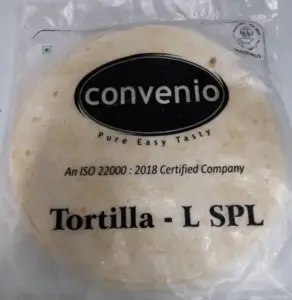 convenio
Pure Easy Tasty
An ISO 22000 : 2018 Certified Company
Tortilla - L SPL